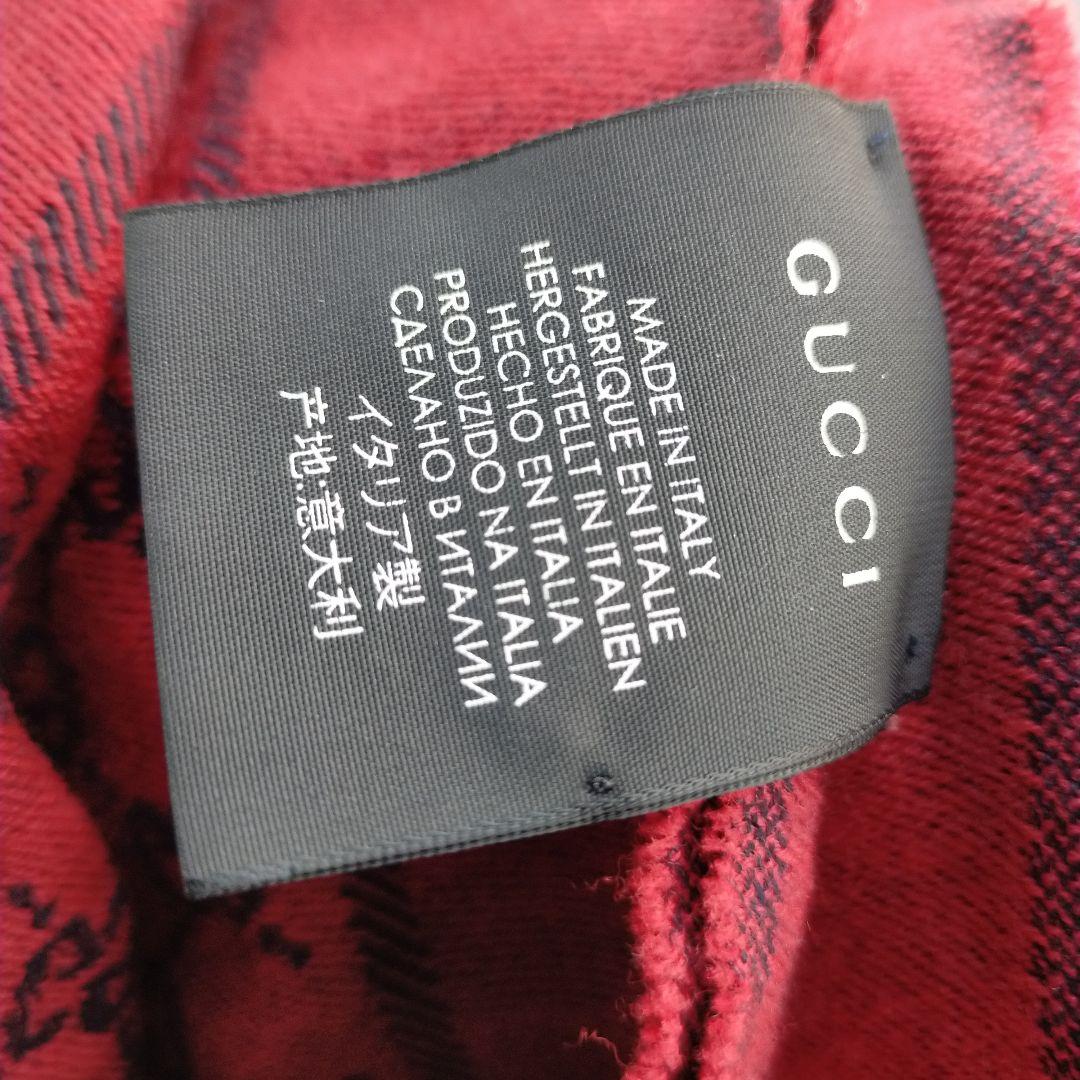 GUCCI
MADE IN ITALY
FABRIQUE EN ITALIE
HERGESTELLT IN ITALIEN
HECHO EN ITALIA
PRODUZIDO NA ITALIA
СДЕЛАНО В ИТАЛИИ
イタリア製
产地:意大利